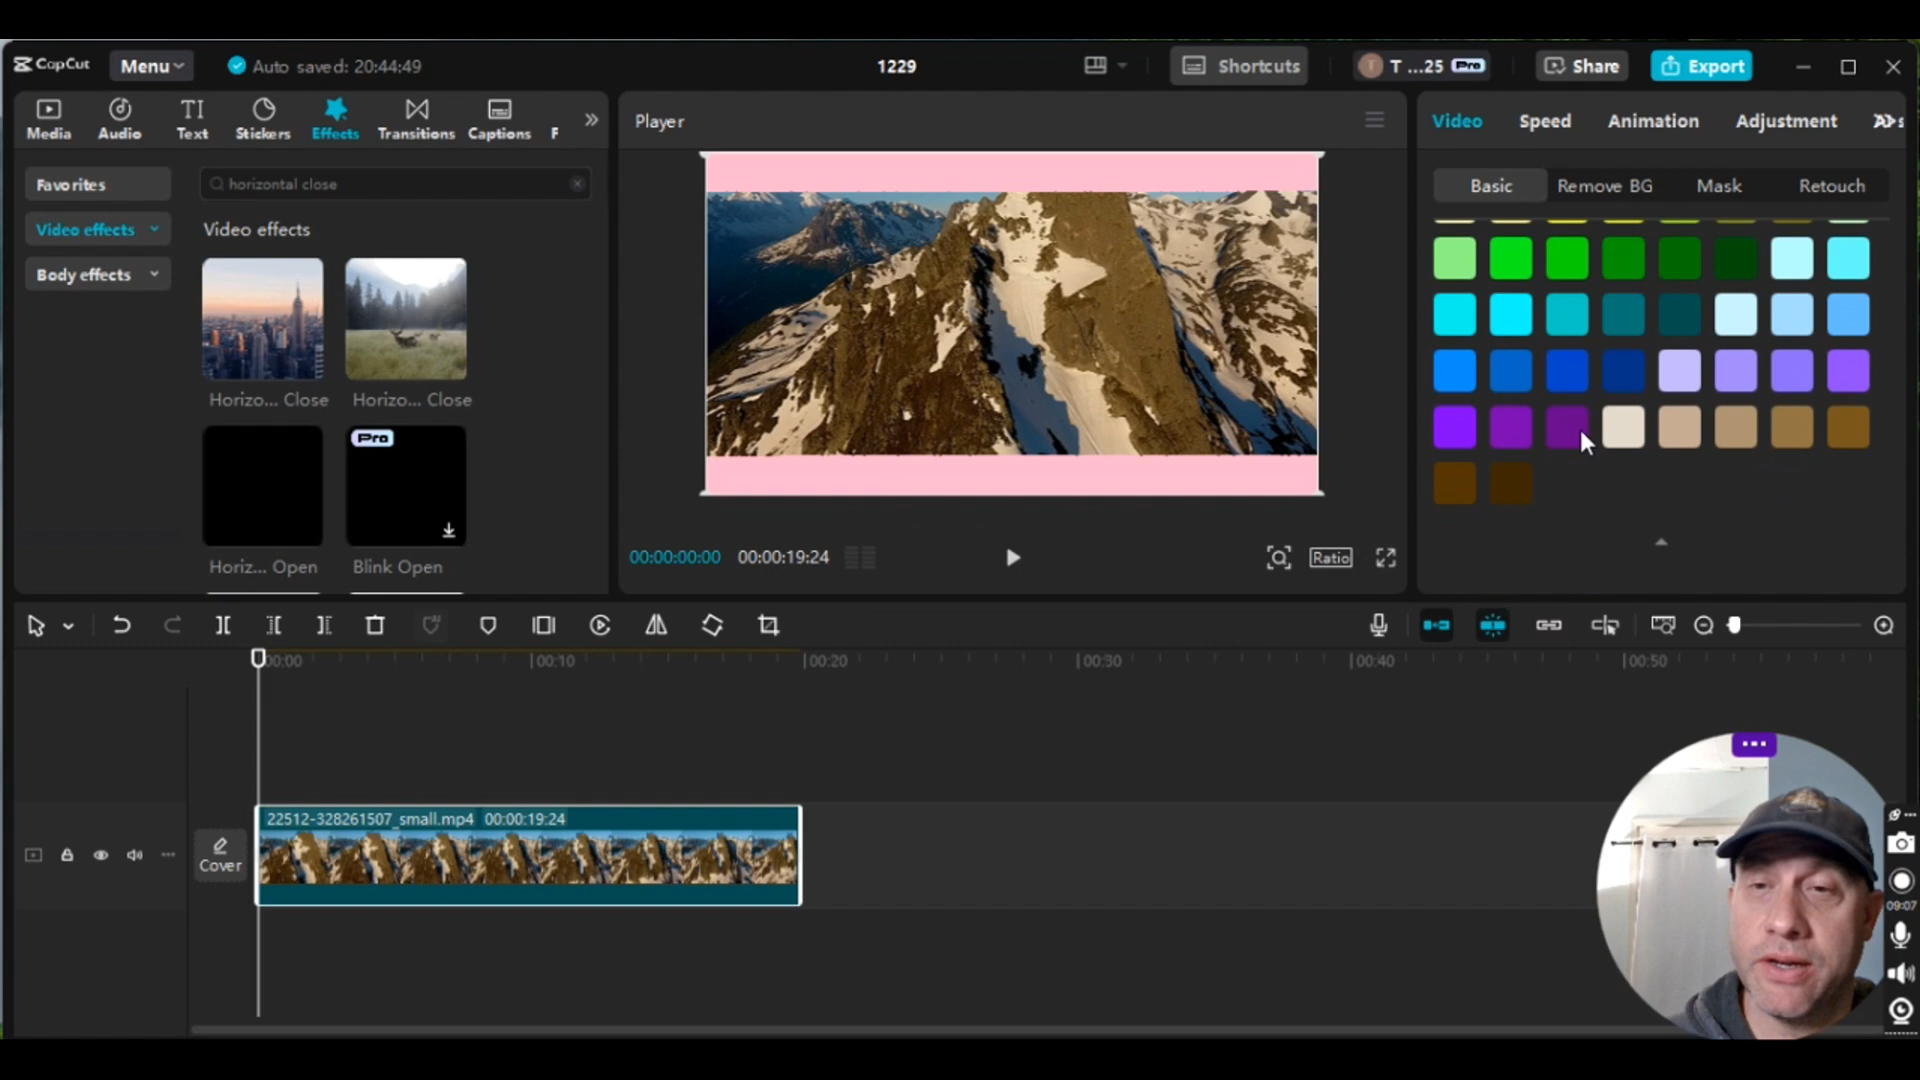 CapCut
Menu
Auto saved: 20:44:49
1229
Shortcuts
T ...25 Pro
Share
Export
Media
Audio
TI
Text
Stickers
Effects
Transitions
Captions
F
Player
Video
Speed
Animation
Adjustment
Favorites
horizontal close
Video effects
Video effects
Body effects
Horizo... Close
Horizo... Close
Pro
Horiz... Open
Blink Open
Basic
Remove BG
Mask
Retouch
00:00:00:00
00:00:19:24
Ratio
00:00
00:10
00:20
00:30
00:40
00:50
22512-328261507_small.mp4 00:00:19:24
Cover
09:07